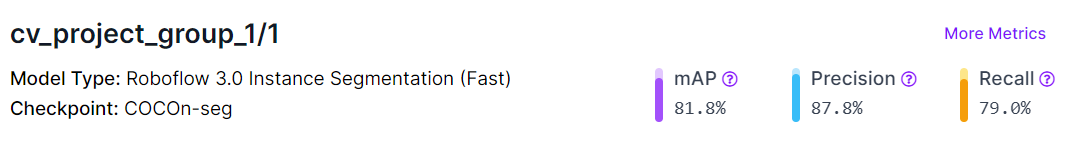 cv_project_group_1/1
More Metrics
Model Type: Roboflow 3.0 Instance Segmentation (Fast)
mAP ?
Precision ?
Recall ?
Checkpoint: COCOn-seg
81.8%
87.8%
79.0%